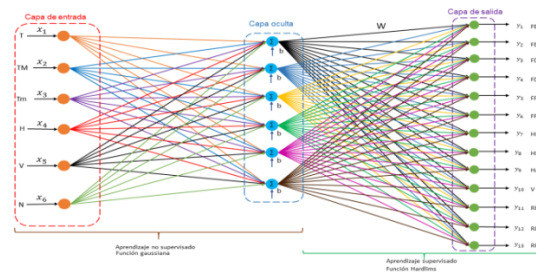 Capa de entrada
Capa oculta
Capa de salida
T x₁
TM x₂
Tm x₃
H x₄
V x₅
N x₆
b
b
b
b
b
b
W
y₁
y₂
y₃
y₄
y₅
y₆
y₇
y₈
y₉
y₁₀ V
y₁₁
y₁₂
y₁₃
Aprendizaje no supervisado
Función gaussiana
Aprendizaje supervisado
Función Hardlims